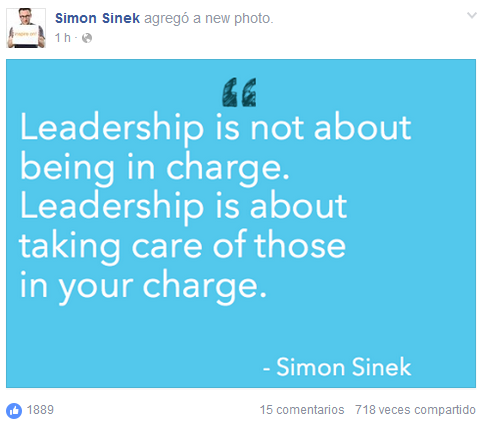 Simon Sinek agregó a new photo.
1 h ·
“
Leadership is not about
being in charge.
Leadership is about
taking care of those
in your charge.
- Simon Sinek
1889
15 comentarios 718 veces compartido